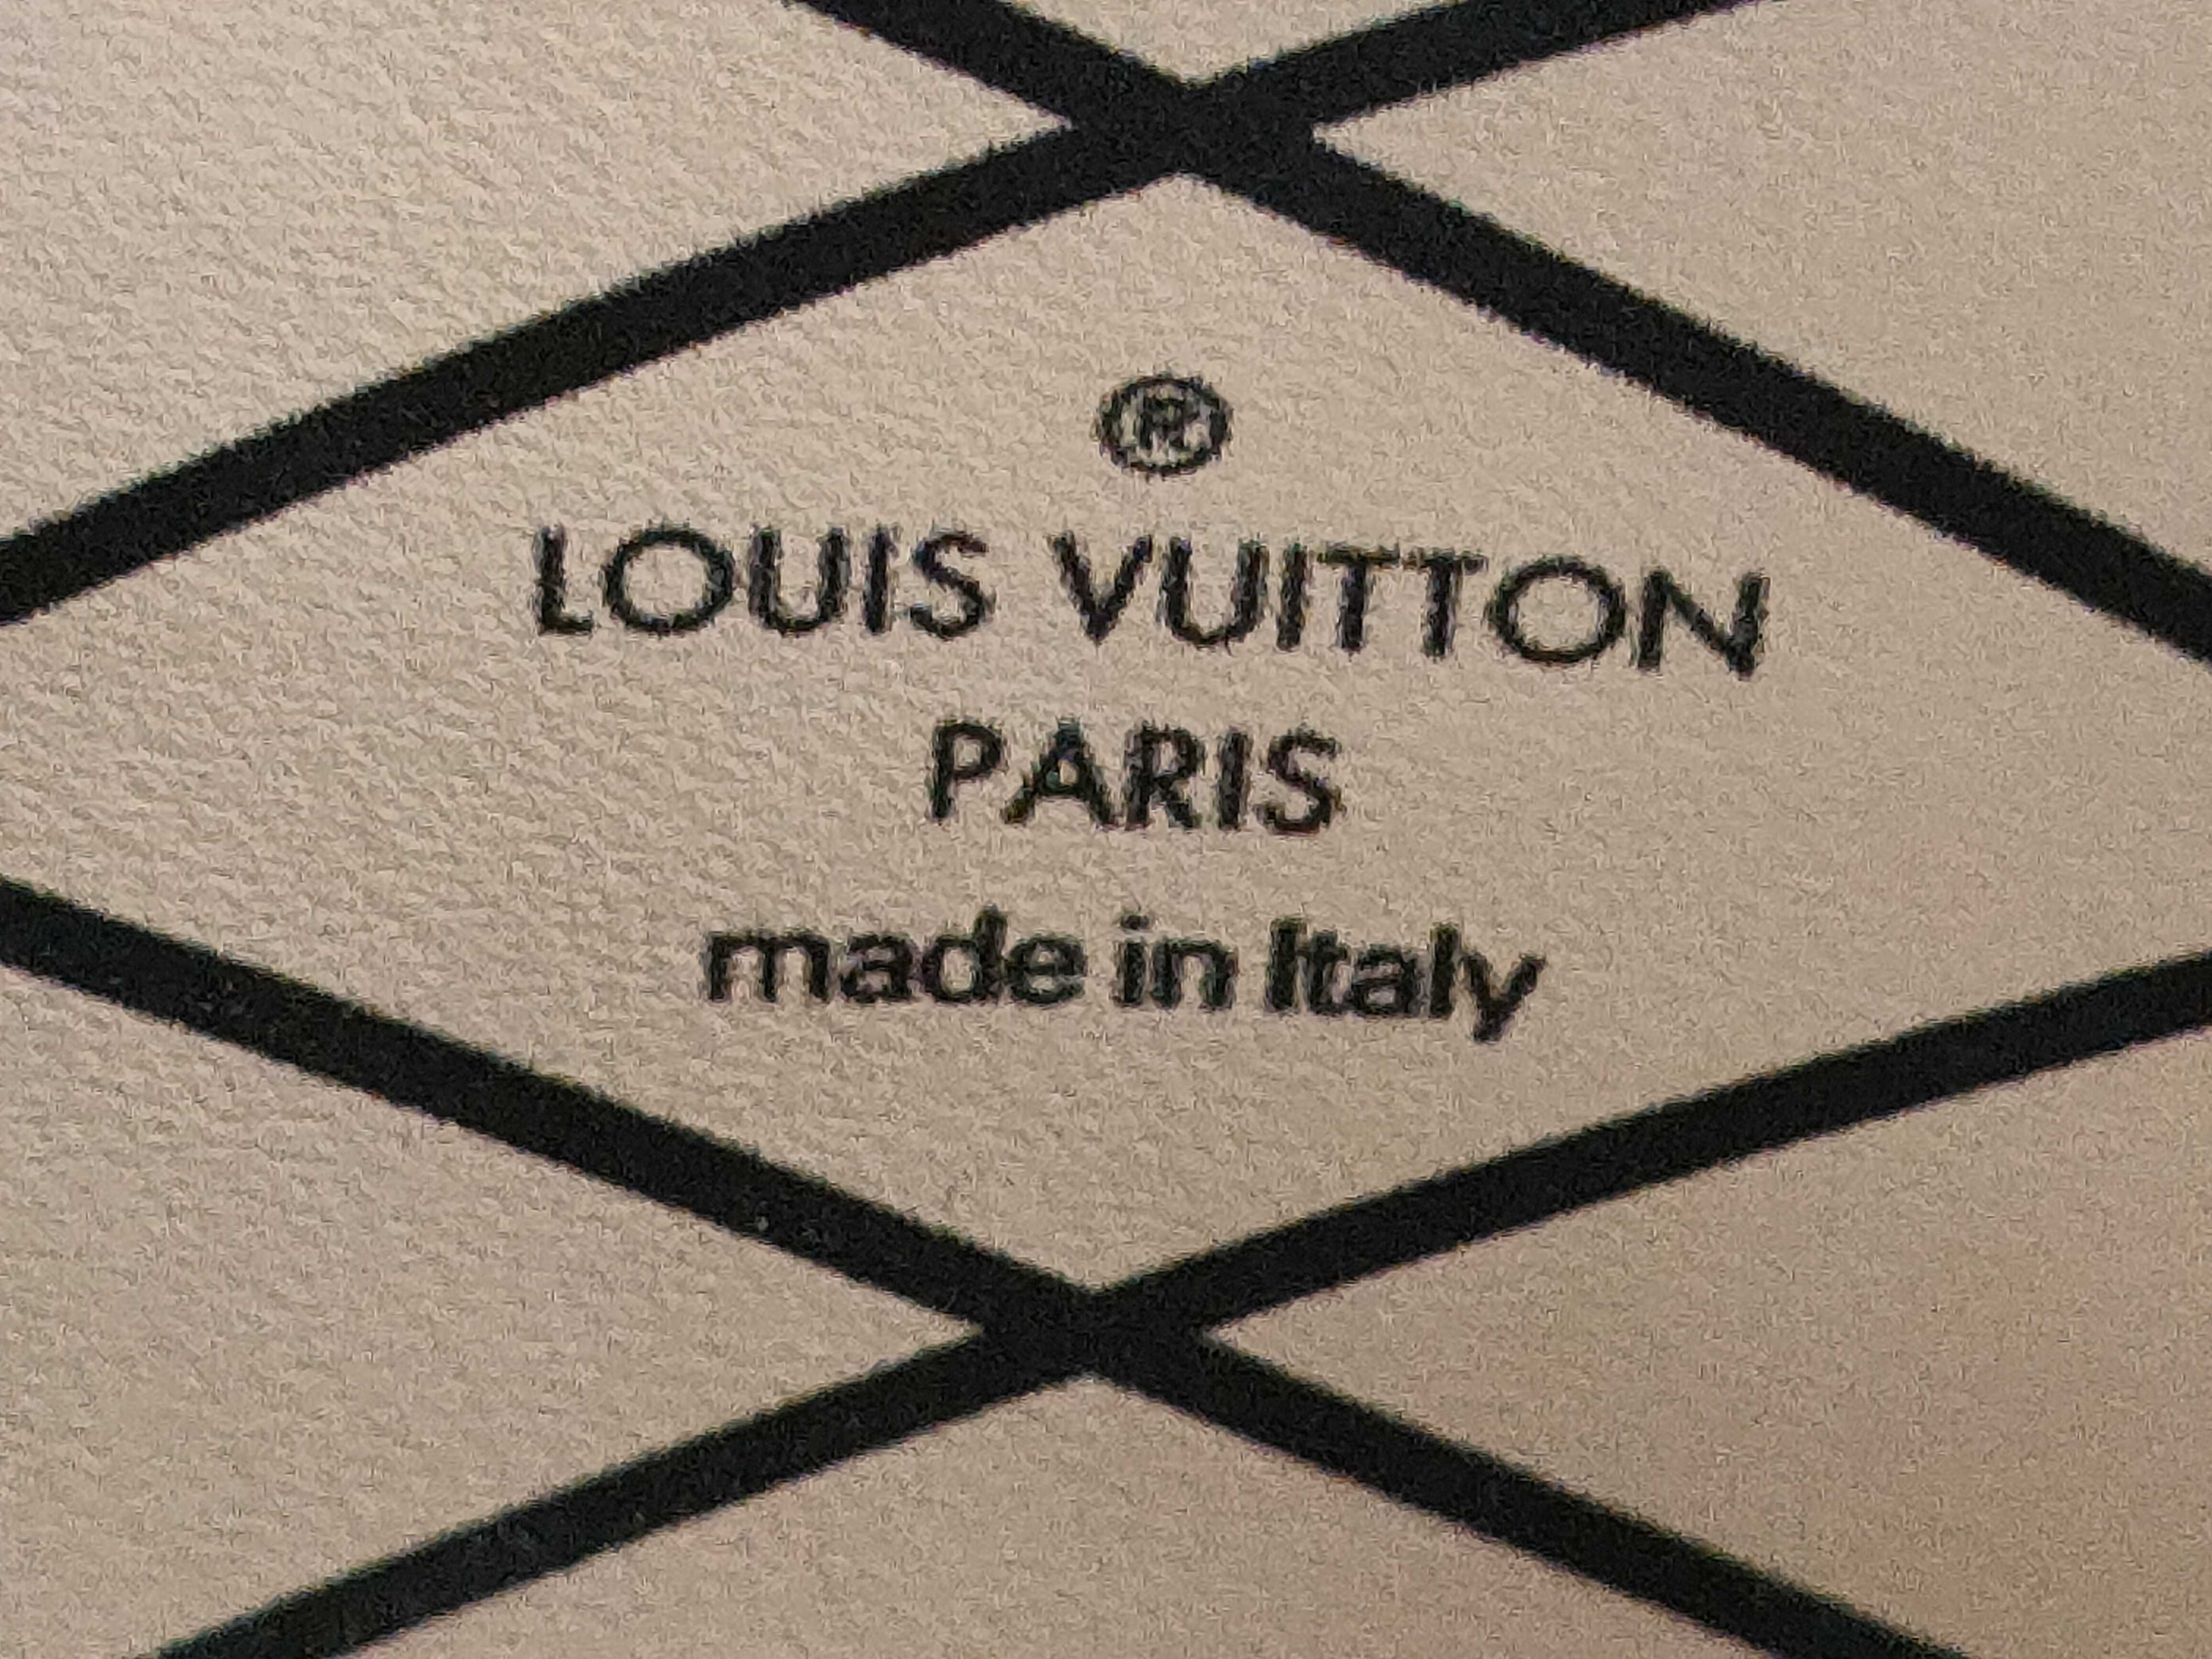 ®
LOUIS VUITTON
PARIS
made in Italy